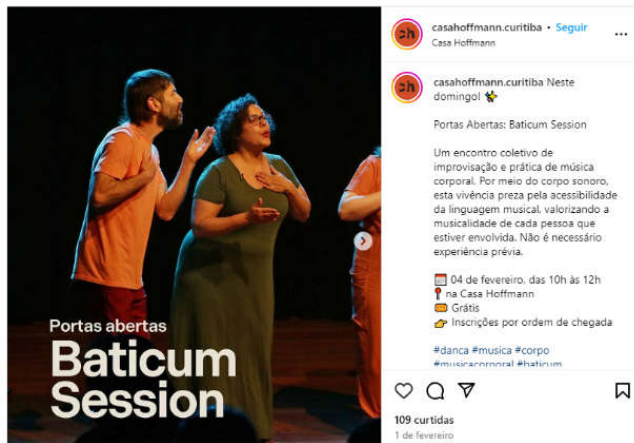 casahoffmann.curitiba • Seguir
Casa Hoffmann
casahoffmann.curitiba Neste
domingo!
Portas Abertas: Baticum Session
Um encontro coletivo de
improvisação e prática de música
corporal. Por meio do corpo sonoro,
esta vivência preza pela acessibilidade
da linguagem musical, valorizando a
musicalidade de cada pessoa que
estiver envolvida. Não é necessário
experiência prévia.
04 de fevereiro, das 10h às 12h
na Casa Hoffmann
Grátis
Inscrições por ordem de chegada
#danca #musica #corpo
#musicacorporal #baticum
109 curtidas
1 de fevereiro
Portas abertas
Baticum
Session
ch
ch